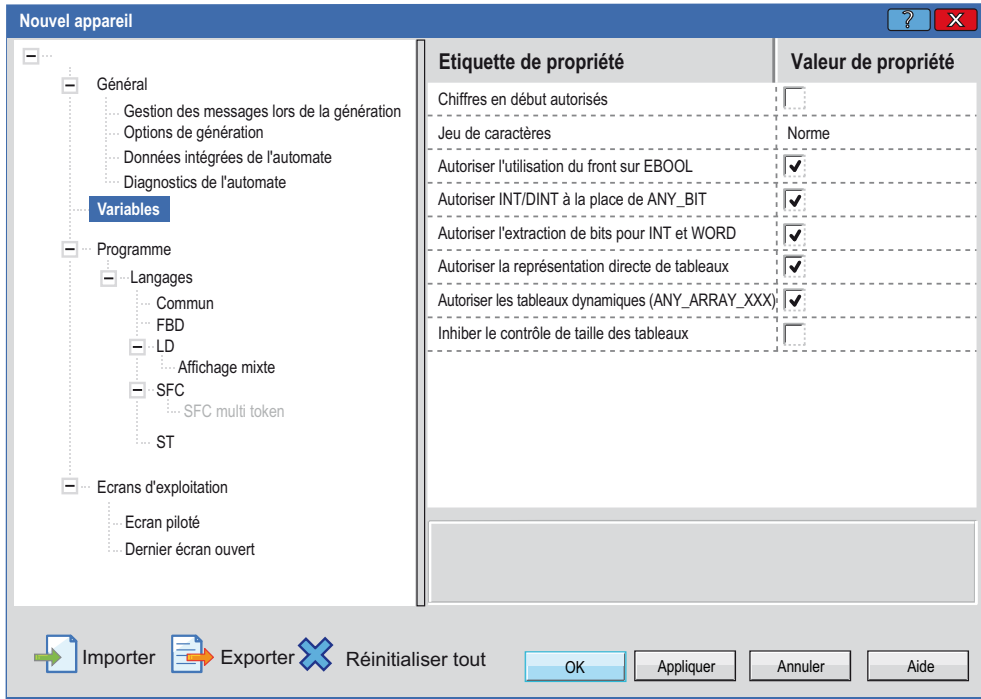 Nouvel appareil
?
X
Général
Gestion des messages lors de la génération
Options de génération
Données intégrées de l'automate
Diagnostics de l'automate
Variables
Programme
Langages
Commun
FBD
LD
Affichage mixte
SFC
SFC multi token
ST
Ecrans d'exploitation
Ecran piloté
Dernier écran ouvert
Etiquette de propriété Valeur de propriété
Chiffres en début autorisés
Jeu de caractères Norme
Autoriser l'utilisation du front sur EBOOL
Autoriser INT/DINT à la place de ANY_BIT
Autoriser l'extraction de bits pour INT et WORD
Autoriser la représentation directe de tableaux
Autoriser les tableaux dynamiques (ANY_ARRAY_XXX)
Inhiber le contrôle de taille des tableaux
Importer Exporter Réinitialiser tout OK Appliquer Annuler Aide